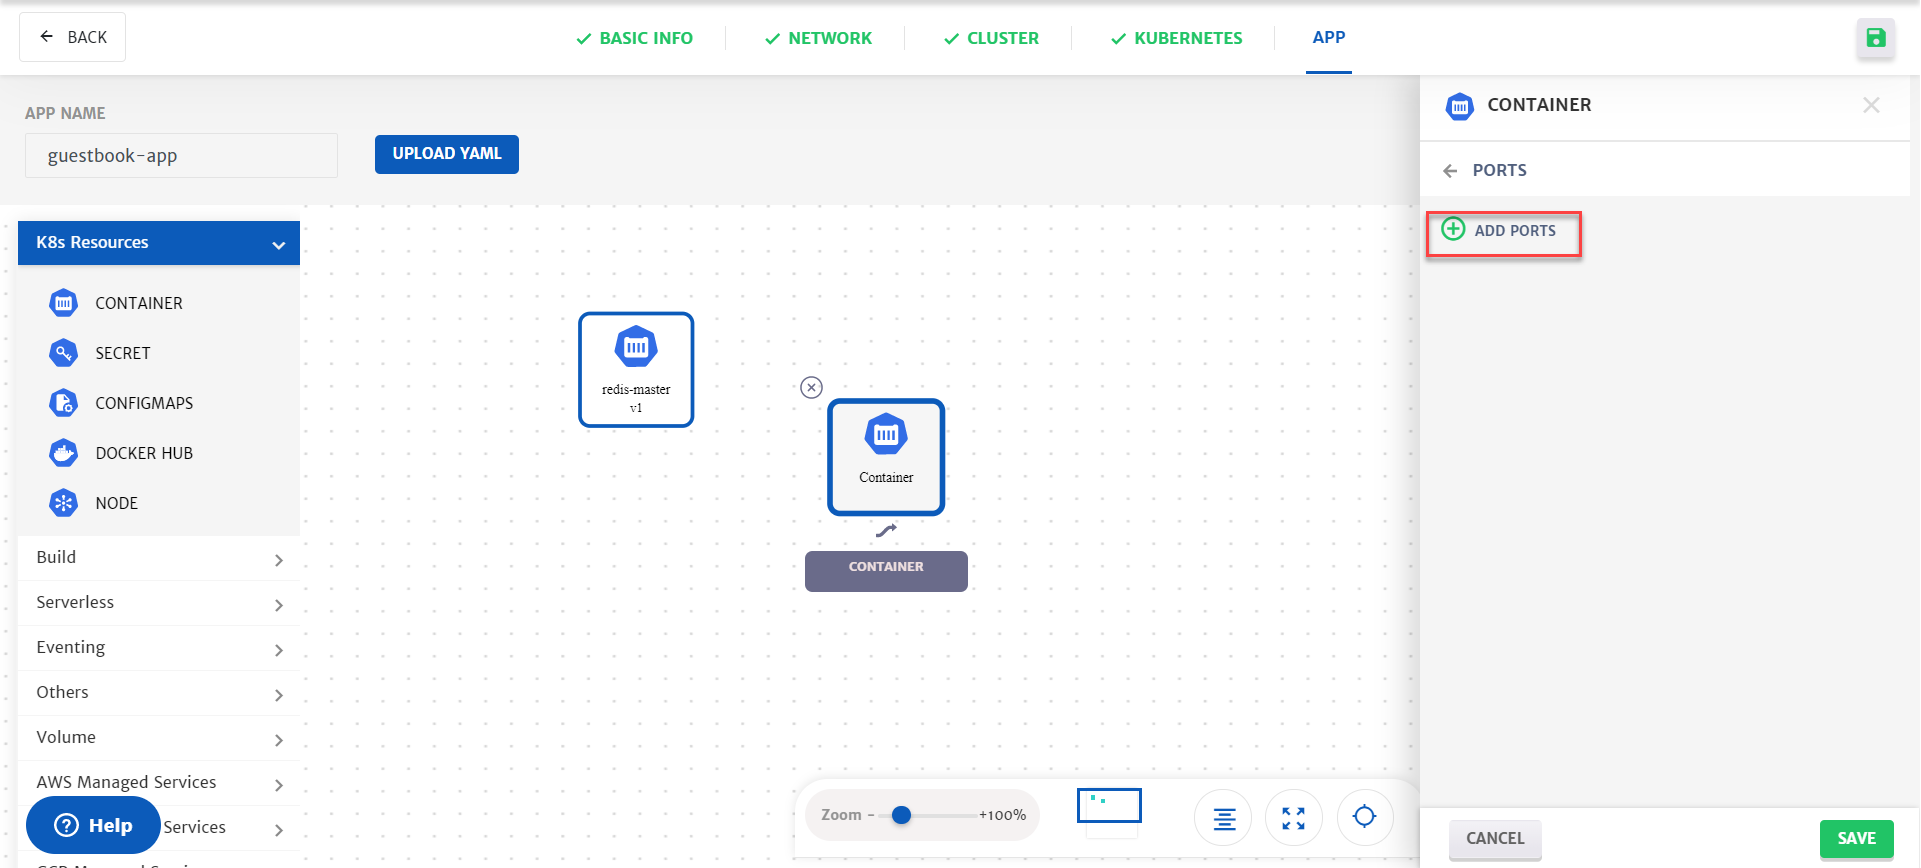 BACK
BASIC INFO
NETWORK
CLUSTER
KUBERNETES
APP
APP NAME
guestbook-app
UPLOAD YAML
K8s Resources
CONTAINER
SECRET
CONFIGMAPS
DOCKER HUB
NODE
Build
Serverless
Eventing
Others
Volume
AWS Managed Services
Services
Help
redis-master
v1
Container
CONTAINER
Zoom - +100%
CONTAINER
PORTS
ADD PORTS
CANCEL
SAVE